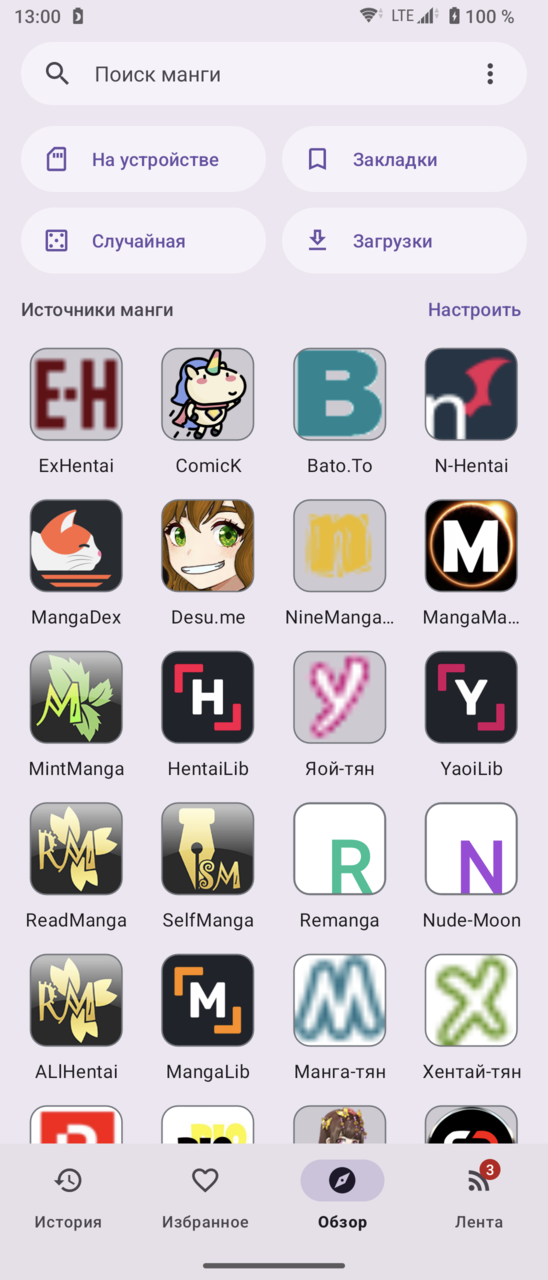 13:00 LTE 100 %
Поиск манги
На устройстве Закладки
Случайная Загрузки
Источники манги Настроить
E·H B n
ExHentai ComicK Bato.To N-Hentai
n M
MangaDex Desu.me NineManga… MangaMa…
M H y Y
MintManga HentaiLib Яой-тян YaoiLib
RM SM R N
ReadManga SelfManga Remanga Nude-Moon
RM M M X
ALlHentai MangaLib Манга-тян Хентай-тян
3
История Избранное Обзор Лента